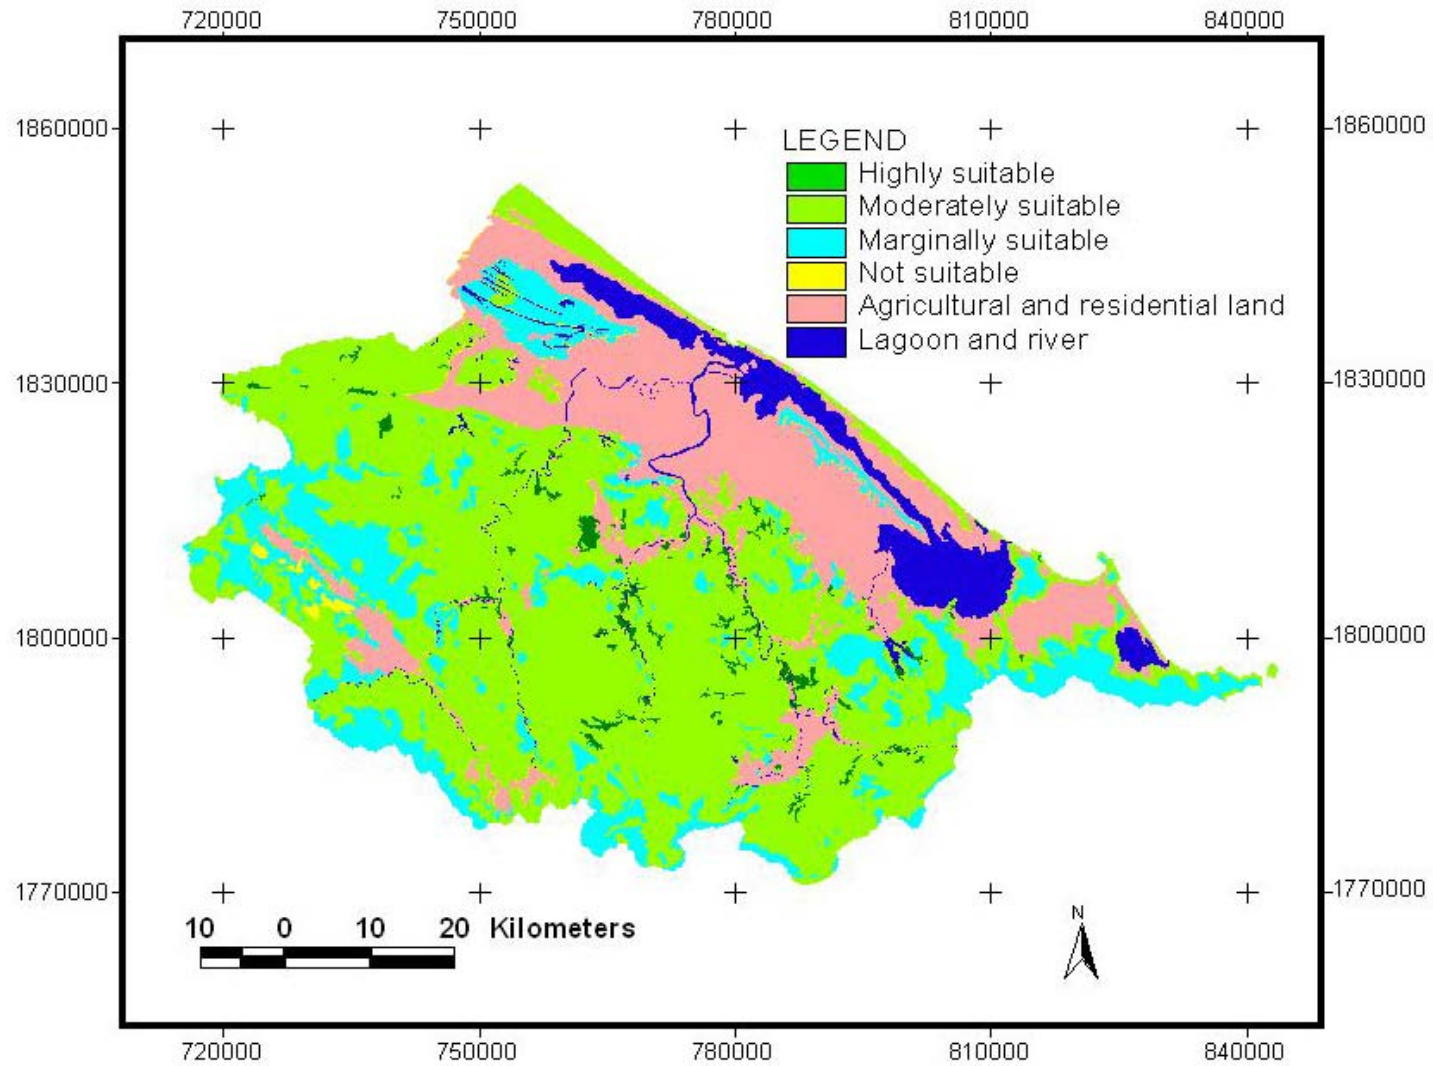 720000 750000 780000 810000 840000
1860000 1860000
LEGEND
Highly suitable
Moderately suitable
Marginally suitable
Not suitable
Agricultural and residential land
Lagoon and river
1830000 1830000
1800000 1800000
1770000 1770000
10 0 10 20 Kilometers
N
720000 750000 780000 810000 840000